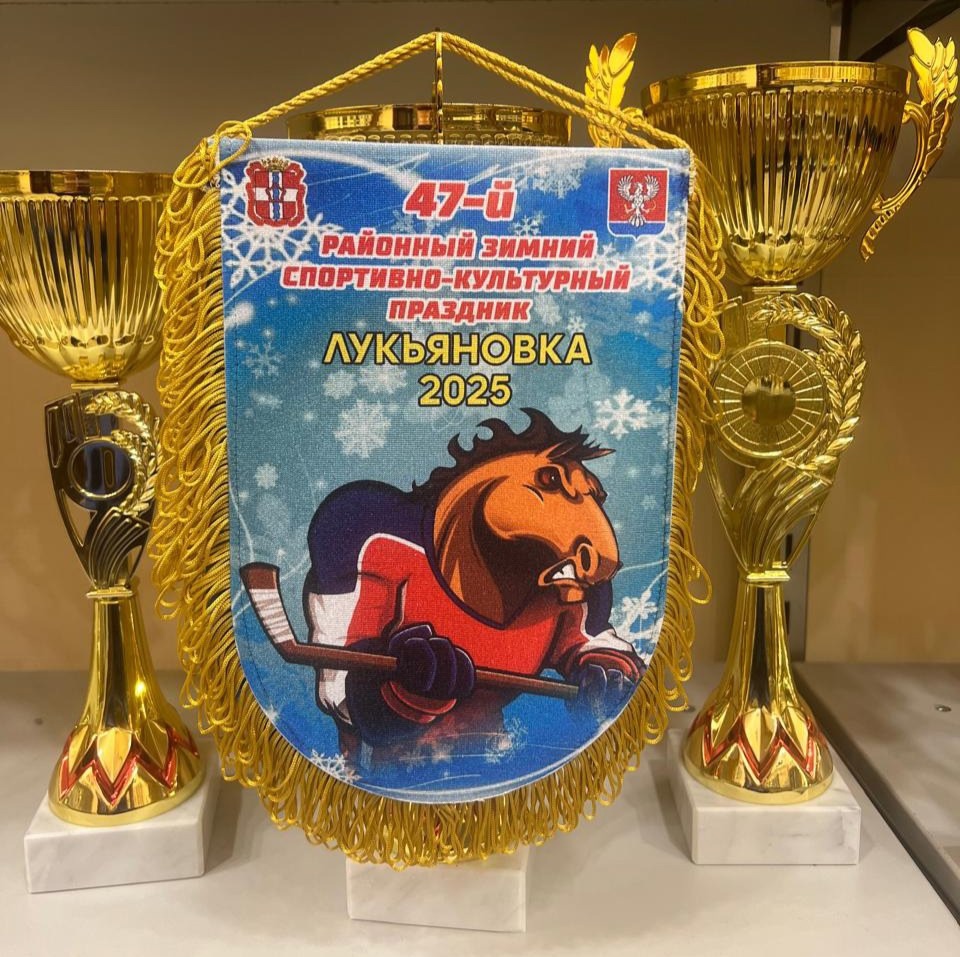 47-й
РАЙОННЫЙ ЗИМНИЙ
СПОРТИВНО-КУЛЬТУРНЫЙ
ПРАЗДНИК
ЛУКЬЯНОВКА
2025